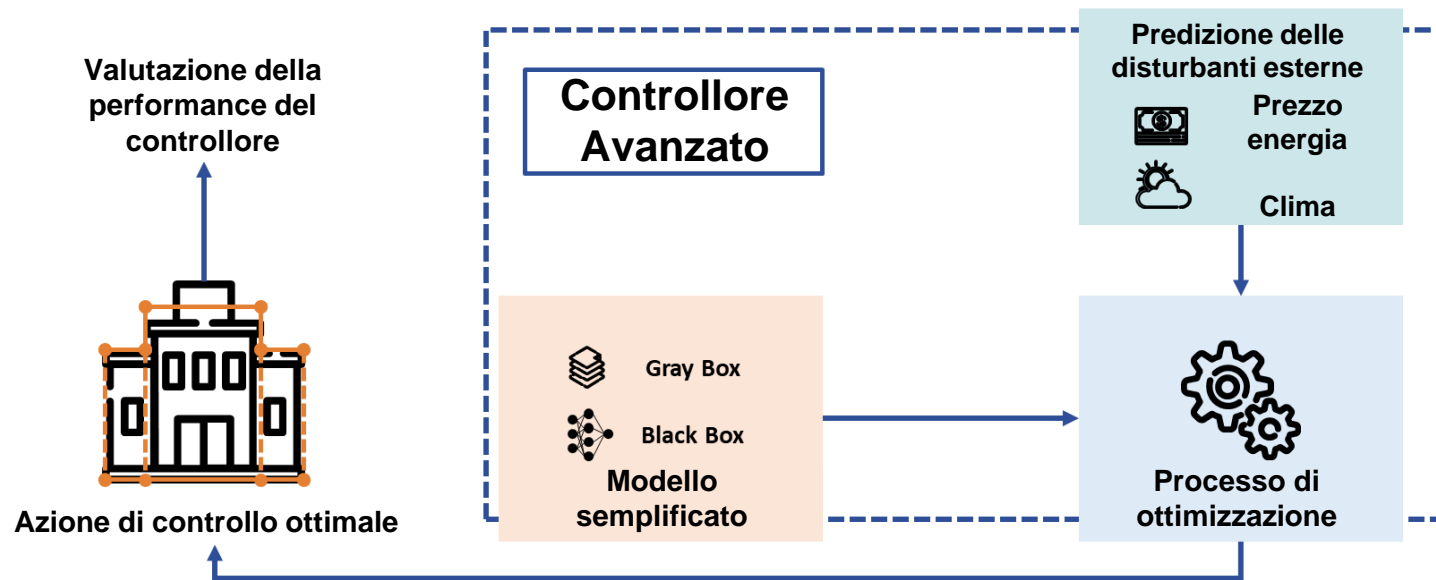 Valutazione della
performance del
controllore
Azione di controllo ottimale
Controllore
Avanzato
Predizione delle
disturbanti esterne
Prezzo
energia
Clima
Gray Box
Black Box
Modello
semplificato
Processo di
ottimizzazione